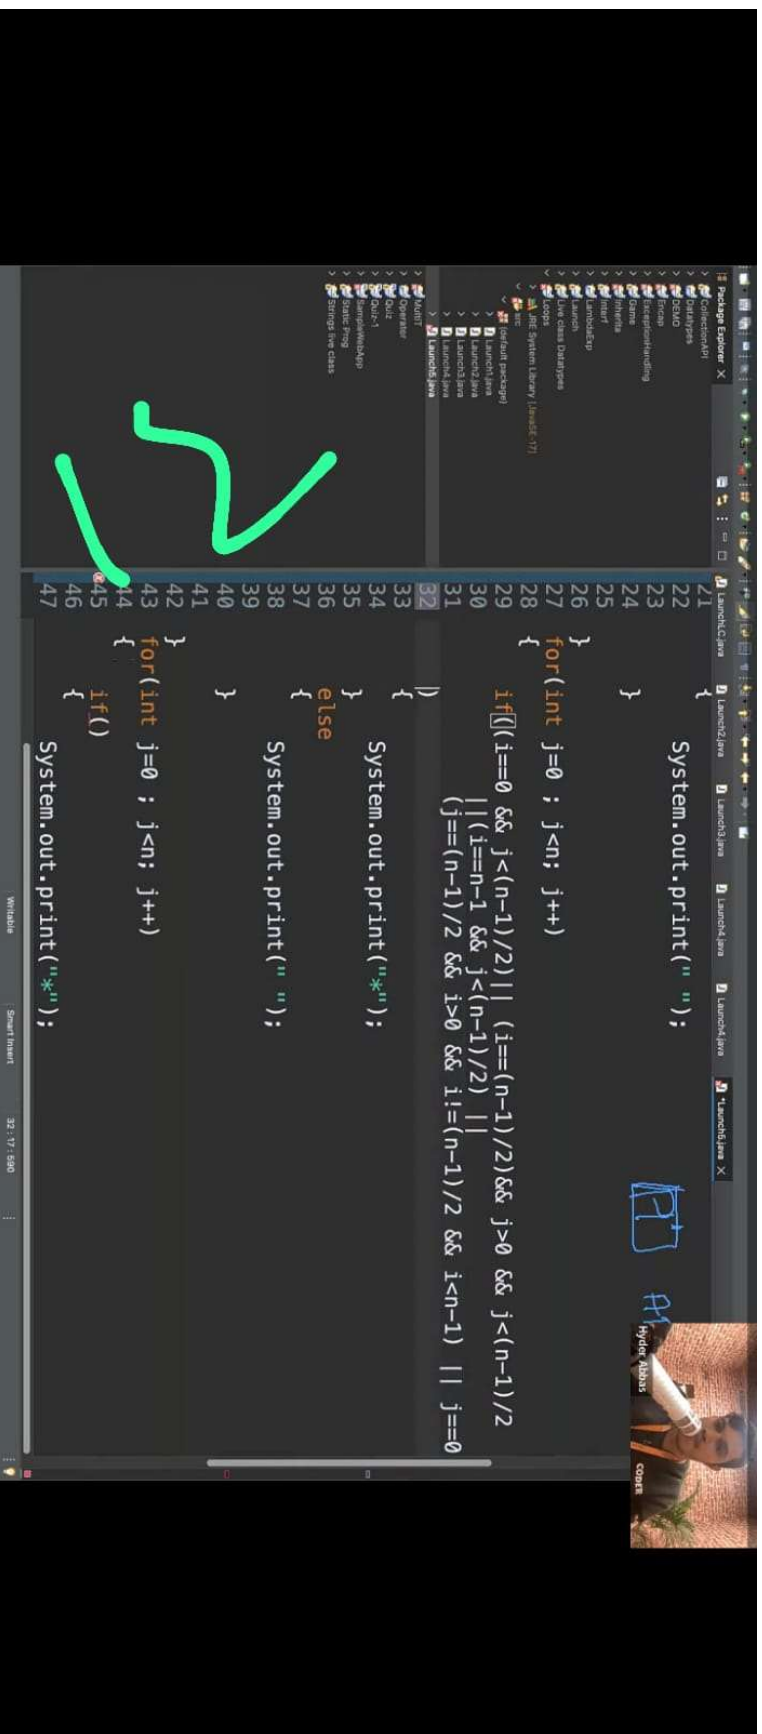 Package Explorer
CollectionAPI
Datatypes
DEMO
Encap
ExceptionHandling
Game
Inherita
Interf
LambdaExp
Launch
Live class Datatypes
Loops
JRE System Library [JavaSE-17]
src
(default package)
Launch1.java
Launch2.java
Launch3.java
Launch4.java
Launch5.java
MultiT
Operator
Quiz
Quiz-1
SampleWebApp
Static Prog
Strings live class
LaunchLC.java
Launch2.java
Launch3.java
Launch4.java
Launch4.java
*Launch5.java
21 {
22 System.out.print(" ");
23
24 }
25
26 }
27 for(int j=0 ; j<n; j++)
28 {
29 if((i==0 && j<(n-1)/2)|| (i==(n-1)/2)&& j>0 && j<(n-1)/2
30 ||(i==n-1 && j<(n-1)/2) ||
31 (j==(n-1)/2 && i>0 && i!=(n-1)/2 && i<n-1) || j==0
32 )
33 {
34 System.out.print("*");
35 }
36 else
37 {
38 System.out.print(" ");
39
40 }
41
42 }
43 for(int j=0 ; j<n; j++)
44 {
45 if()
46 {
47 System.out.print("*");
Hyder Abbas
CODER
Writable
Smart Insert
32 : 17 : 590